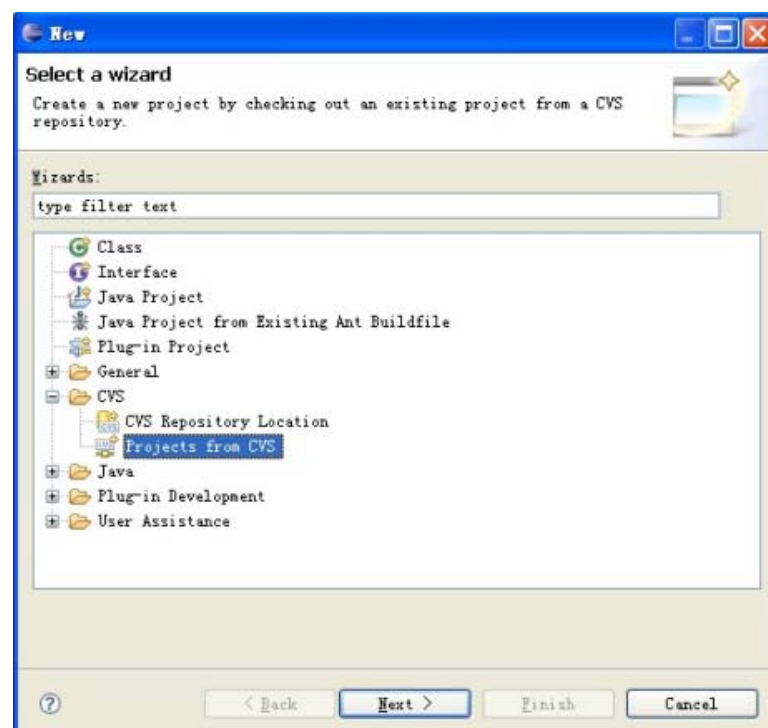 New
Select a wizard
Create a new project by checking out an existing project from a CVS
repository.
Wizards:
type filter text
Class
Interface
Java Project
Java Project from Existing Ant Buildfile
Plug-in Project
General
CVS
CVS Repository Location
Projects from CVS
Java
Plug-in Development
User Assistance
< Back Next > Finish Cancel